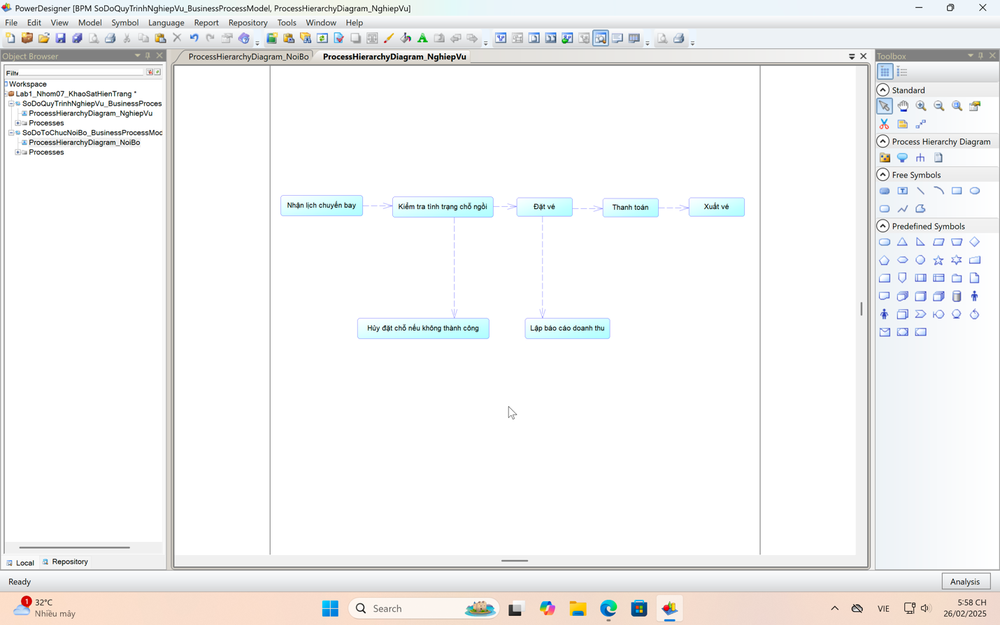 PowerDesigner [BPM SoDoQuyTrinhNghiepVu_BusinessProcessModel, ProcessHierarchyDiagram_NghiepVu]
File Edit View Model Symbol Language Report Repository Tools Window Help
Object Browser
ProcessHierarchyDiagram_NoiBo
ProcessHierarchyDiagram_NghiepVu
Toolbox
Workspace
Lab1_Nhom07_KhaoSatHienTrang *
SoDoQuyTrinhNghiepVu_BusinessProces
ProcessHierarchyDiagram_NghiepVu
Processes
SoDoToChucNoiBo_BusinessProcessMoc
ProcessHierarchyDiagram_NoiBo
Processes
Nhận lịch chuyến bay
Kiểm tra tình trạng chỗ ngồi
Đặt vé
Thanh toán
Xuất vé
Hủy đặt chỗ nếu không thành công
Lập báo cáo doanh thu
Standard
Process Hierarchy Diagram
Free Symbols
Predefined Symbols
Local
Repository
Ready
Analysis
1
32°C
Nhiều mây
Search
VIE
5:58 CH
26/02/2025